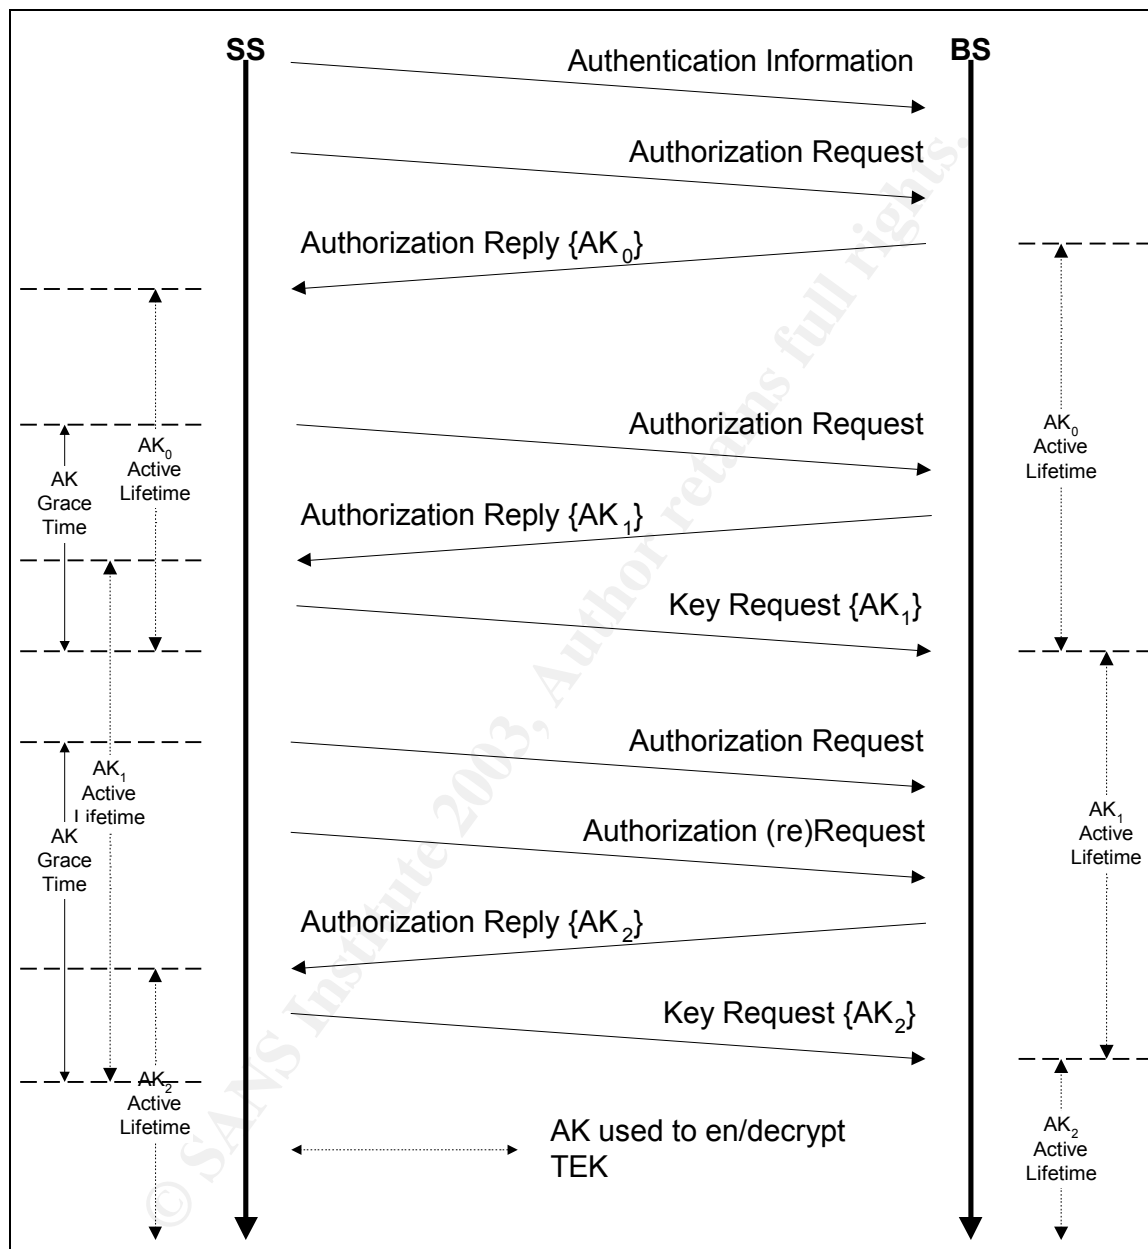 SS
BS
Authentication Information
Authorization Request
Authorization Reply {AK₀}
AK₀
Active
Lifetime
AK
Grace
Time
Authorization Request
AK₀
Active
Lifetime
Authorization Reply {AK₁}
Key Request {AK₁}
Authorization Request
AK₁
Active
Lifetime
AK
Grace
Time
Authorization (re)Request
AK₁
Active
Lifetime
Authorization Reply {AK₂}
Key Request {AK₂}
AK₂
Active
Lifetime
AK used to en/decrypt
TEK
AK₂
Active
Lifetime
© SANS Institute 2003, Author retains full rights.